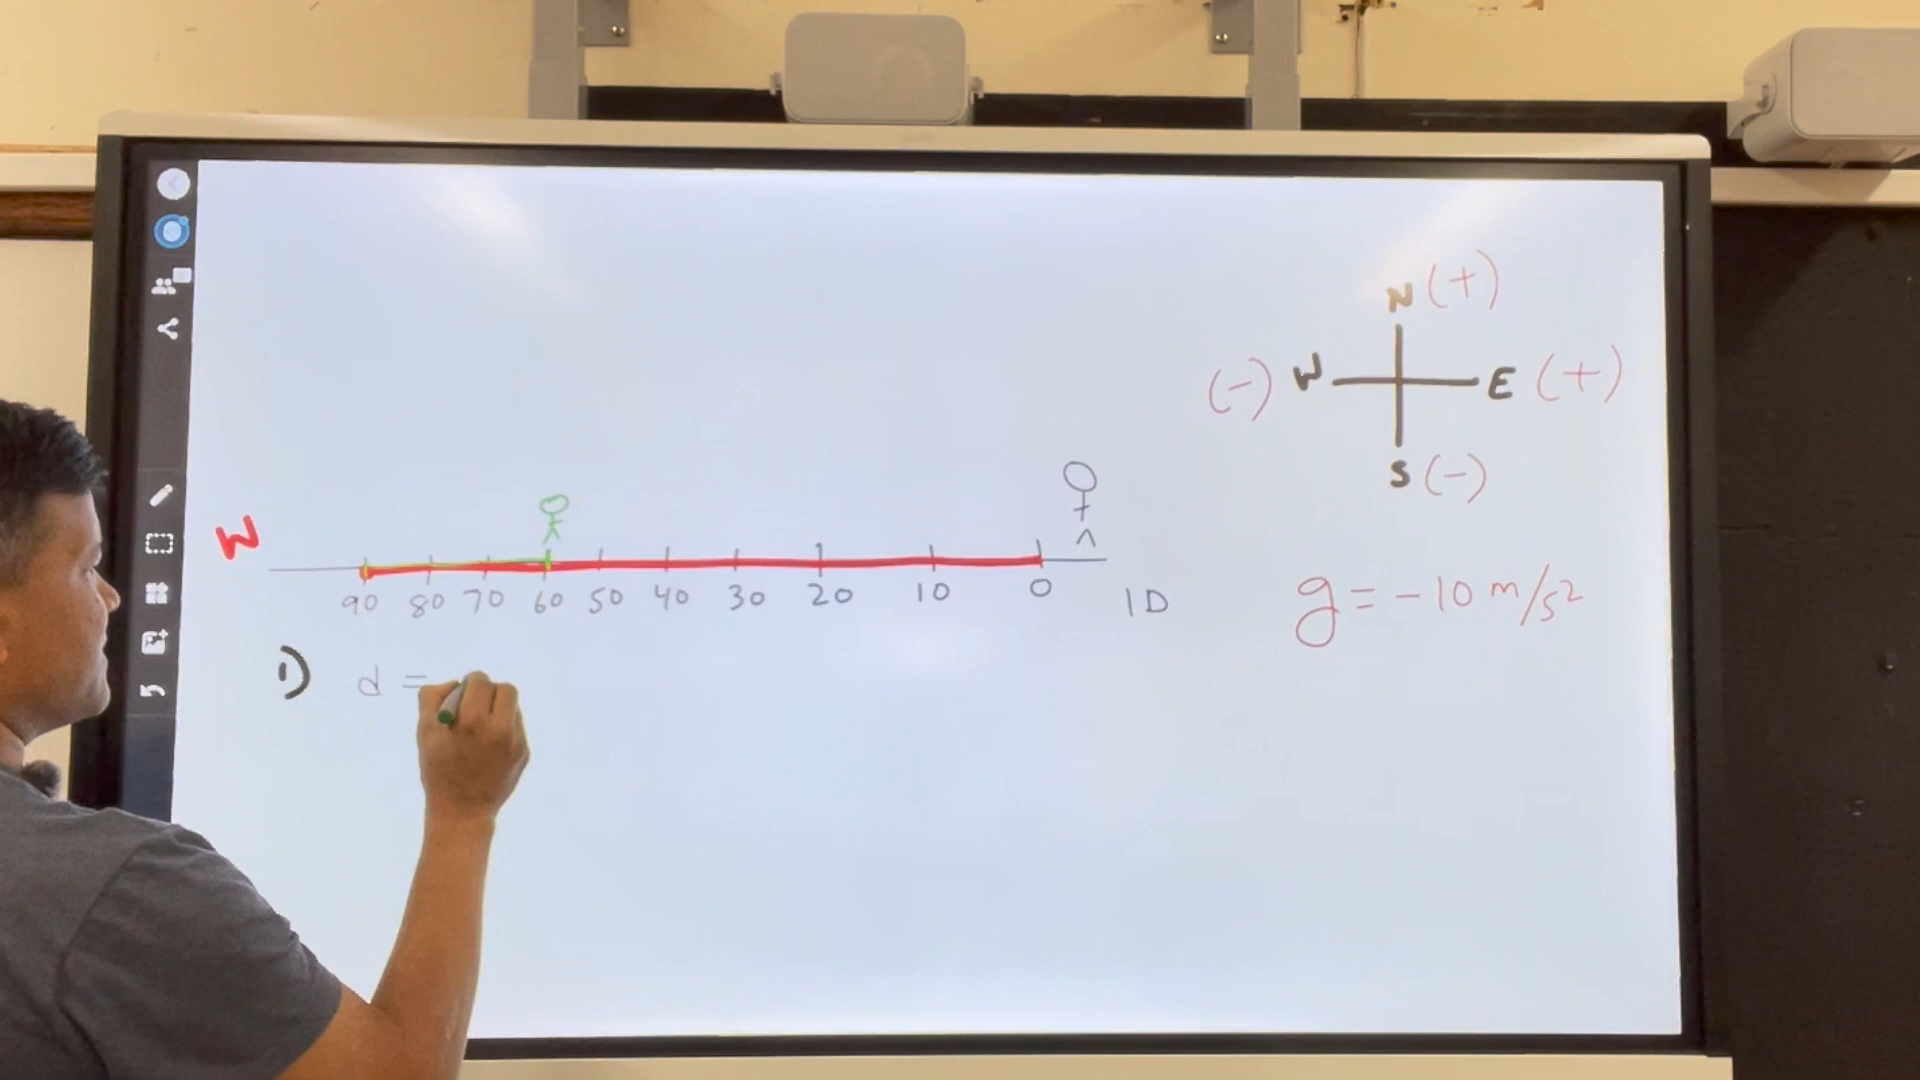 N (+)
(-) W E (+)
S (-)
W
90 80 70 60 50 40 30 20 10 0 1D
g = -10 m/s²
1) d =